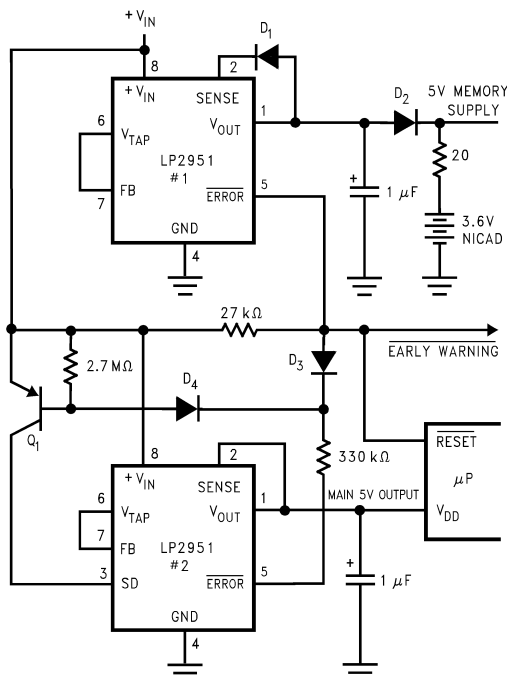 + VIN
D1
8
2
+ VIN
SENSE
D2
5V MEMORY
SUPPLY
6
VTAP
VOUT
1
20
LP2951
#1
+
1 μF
7
FB
ERROR
5
3.6V
NICAD
GND
4
27 kΩ
2.7 MΩ
D3
EARLY WARNING
D4
Q1
330 kΩ
RESET
8
2
+ VIN
SENSE
μP
6
VTAP
VOUT
1
MAIN 5V OUTPUT
VDD
7
FB
LP2951
#2
+
1 μF
3
SD
ERROR
5
GND
4